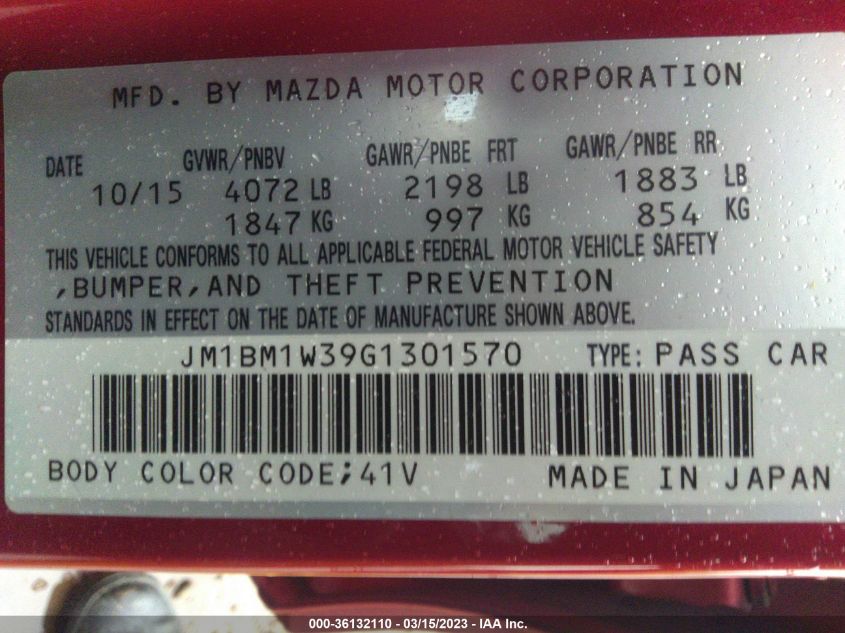 MFD. BY MAZDA MOTOR CORPORATION
DATE GVWR/PNBV GAWR/PNBE FRT GAWR/PNBE RR
10/15 4072 LB 2198 LB 1883 LB
1847 KG 997 KG 854 KG
THIS VEHICLE CONFORMS TO ALL APPLICABLE FEDERAL MOTOR VEHICLE SAFETY
,BUMPER,AND THEFT PREVENTION
STANDARDS IN EFFECT ON THE DATE OF MANUFACTURE SHOWN ABOVE.
JM1BM1W39G1301570 TYPE: PASS CAR
BODY COLOR CODE;41V MADE IN JAPAN
000-36132110 - 03/15/2023 - IAA Inc.